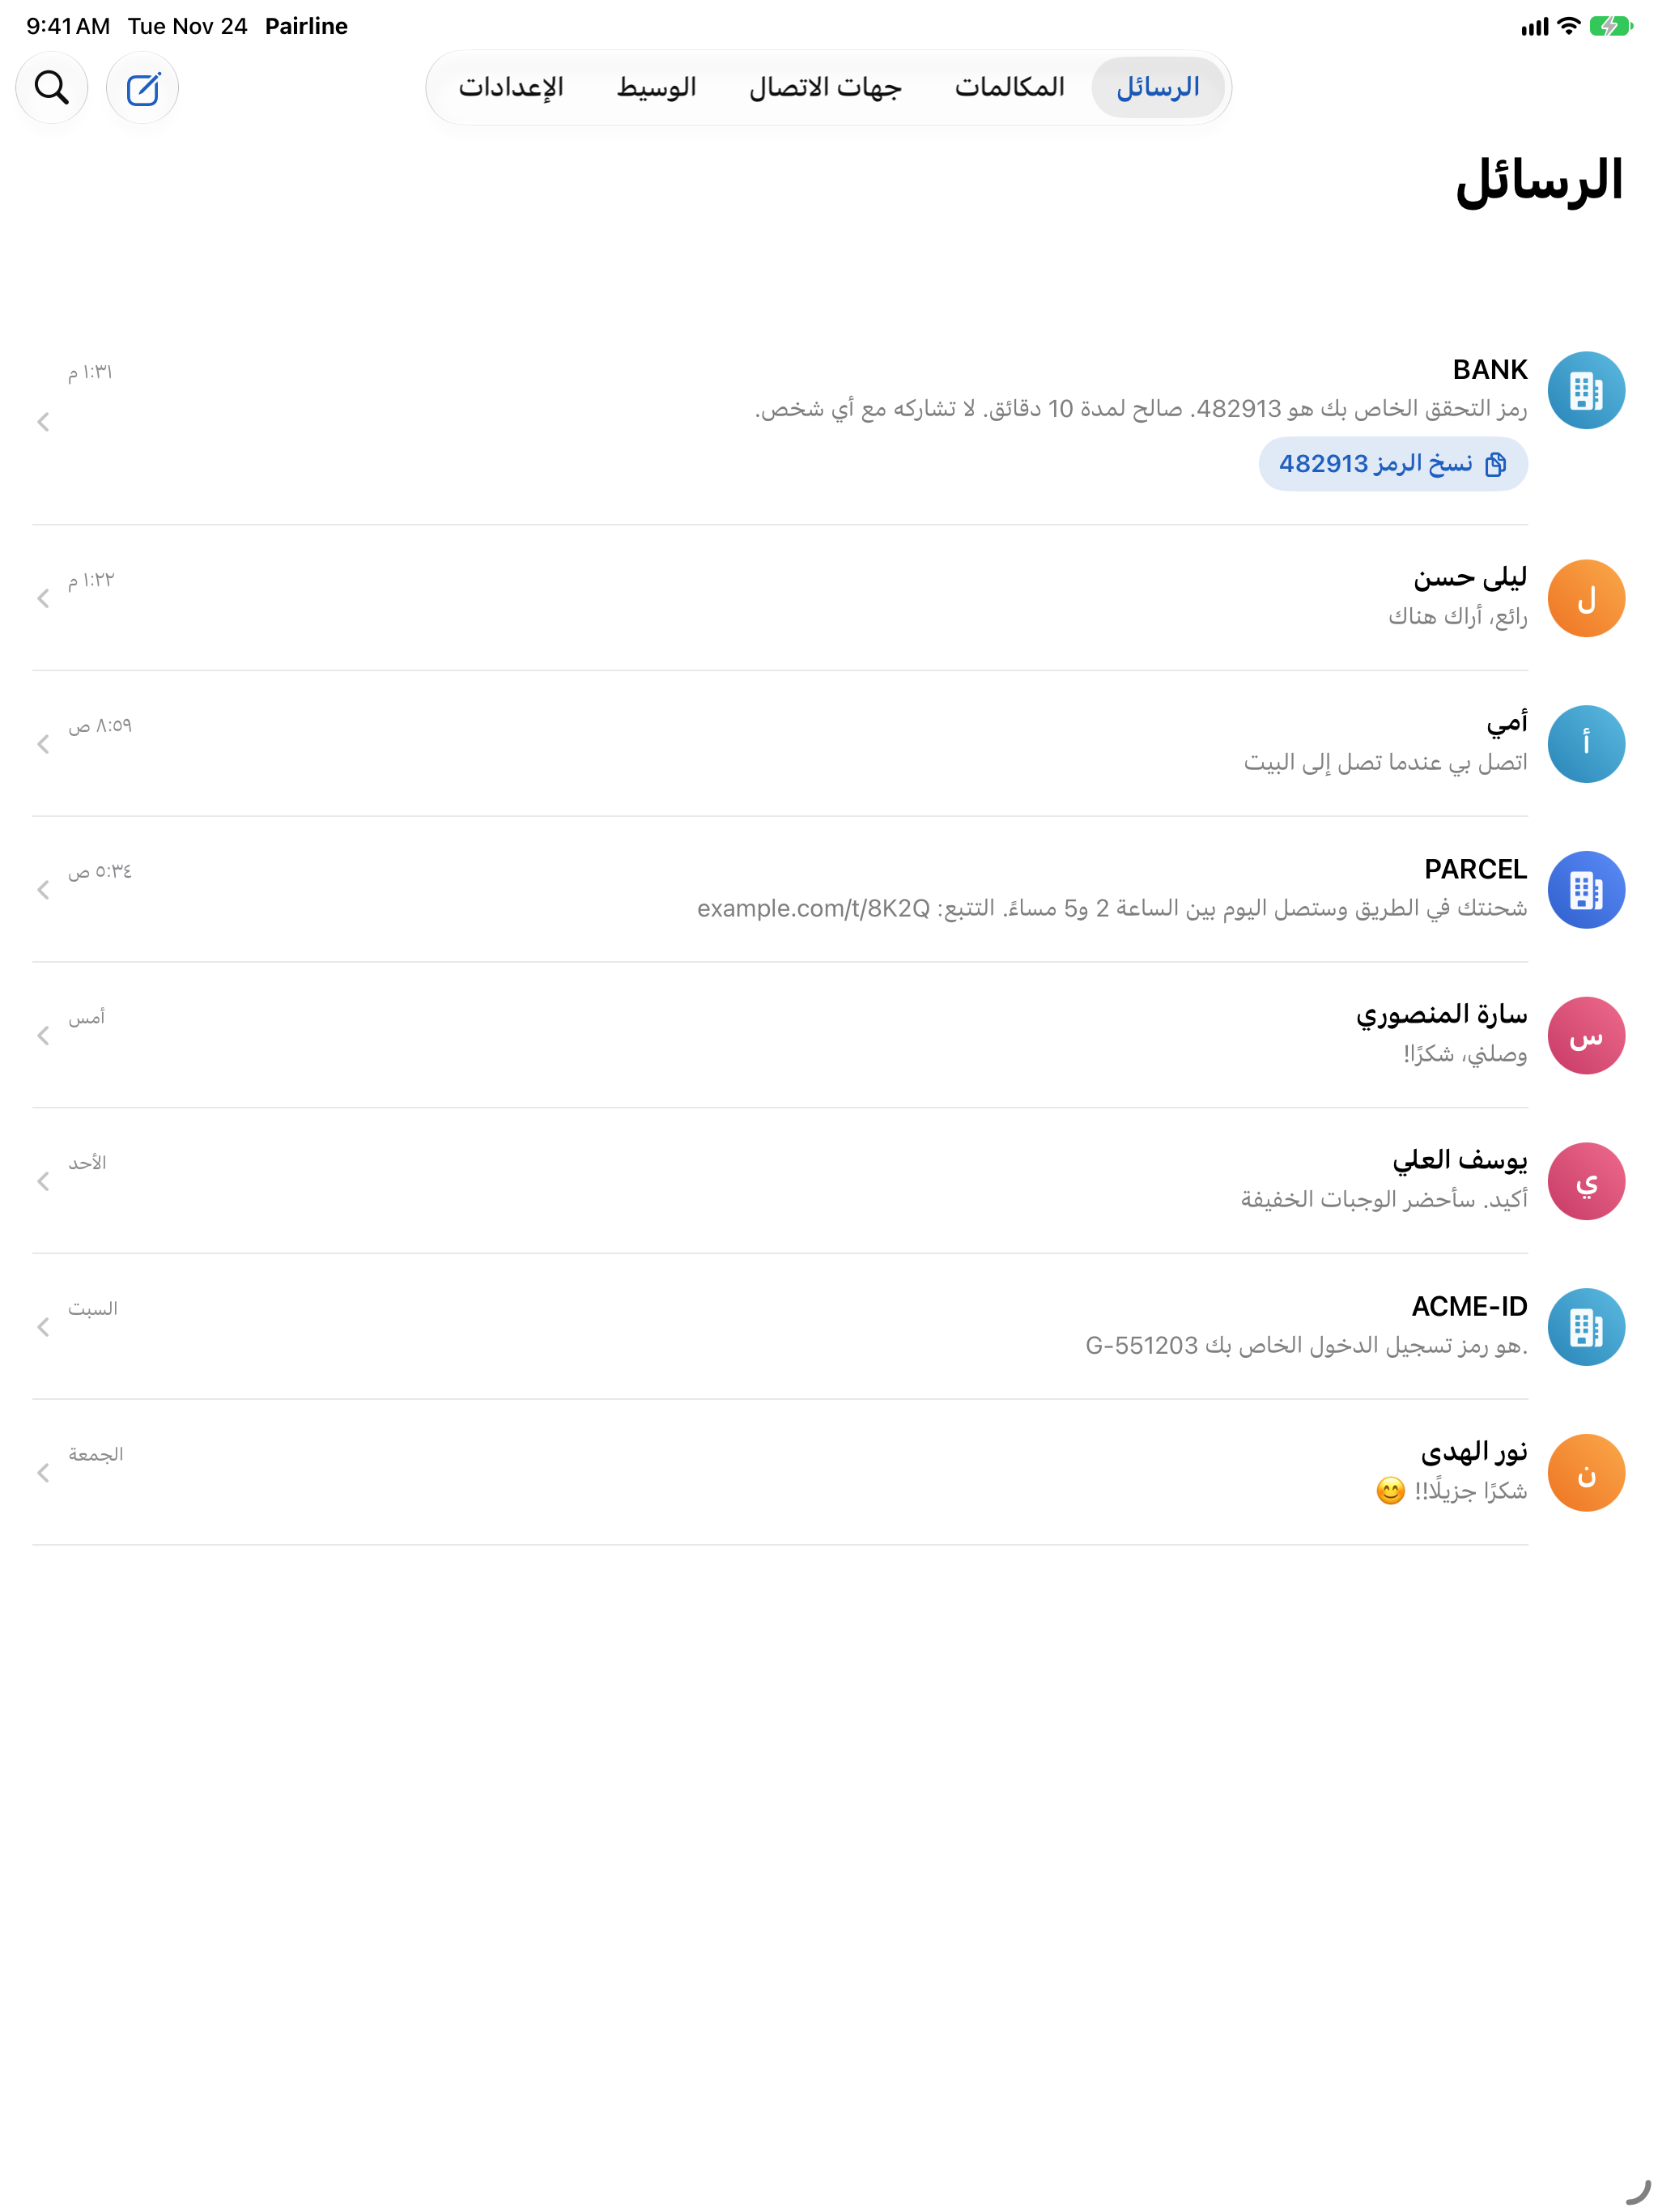 9:41 AM Tue Nov 24 Pairline
الرسائل المكالمات جهات الاتصال الوسيط الإعدادات
الرسائل
BANK
١:٣١ م
رمز التحقق الخاص بك هو 482913. صالح لمدة 10 دقائق. لا تشاركه مع أي شخص.
نسخ الرمز 482913
ل
ليلى حسن
١:٢٢ م
رائع، أراك هناك
أ
أمي
٨:٥٩ ص
اتصل بي عندما تصل إلى البيت
PARCEL
٥:٣٤ ص
شحنتك في الطريق وستصل اليوم بين الساعة 2 و5 مساءً. التتبع: example.com/t/8K2Q
س
سارة المنصوري
أمس
وصلني، شكرًا!
ي
يوسف العلي
الأحد
أكيد. سأحضر الوجبات الخفيفة
ACME-ID
السبت
G-551203 هو رمز تسجيل الدخول الخاص بك.
ن
نور الهدى
الجمعة
شكرًا جزيلًا!! 😊